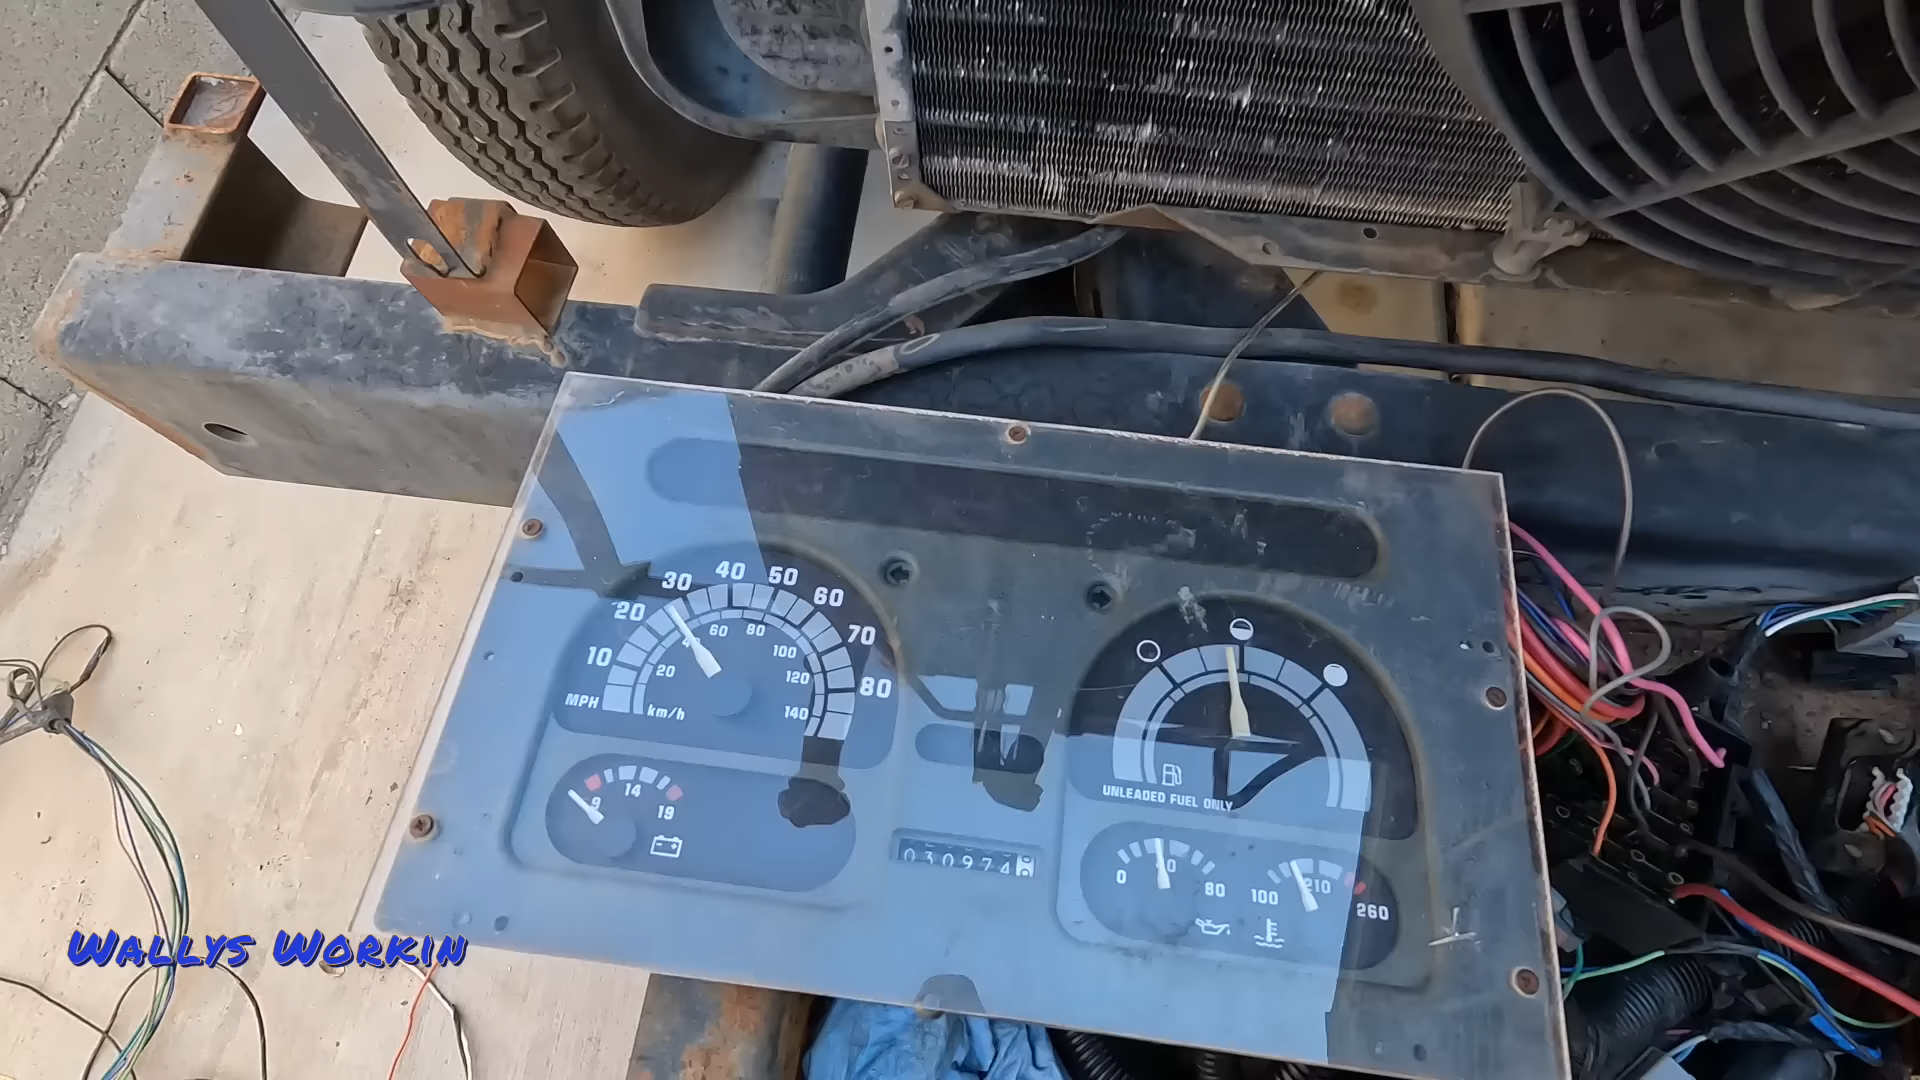 40 50
30 60
20 60 80 70
10 100
20 120 80
MPH km/h 140
UNLEADED FUEL ONLY
9 14 19
030974
0 80
100 210 260
WALLYS WORKIN